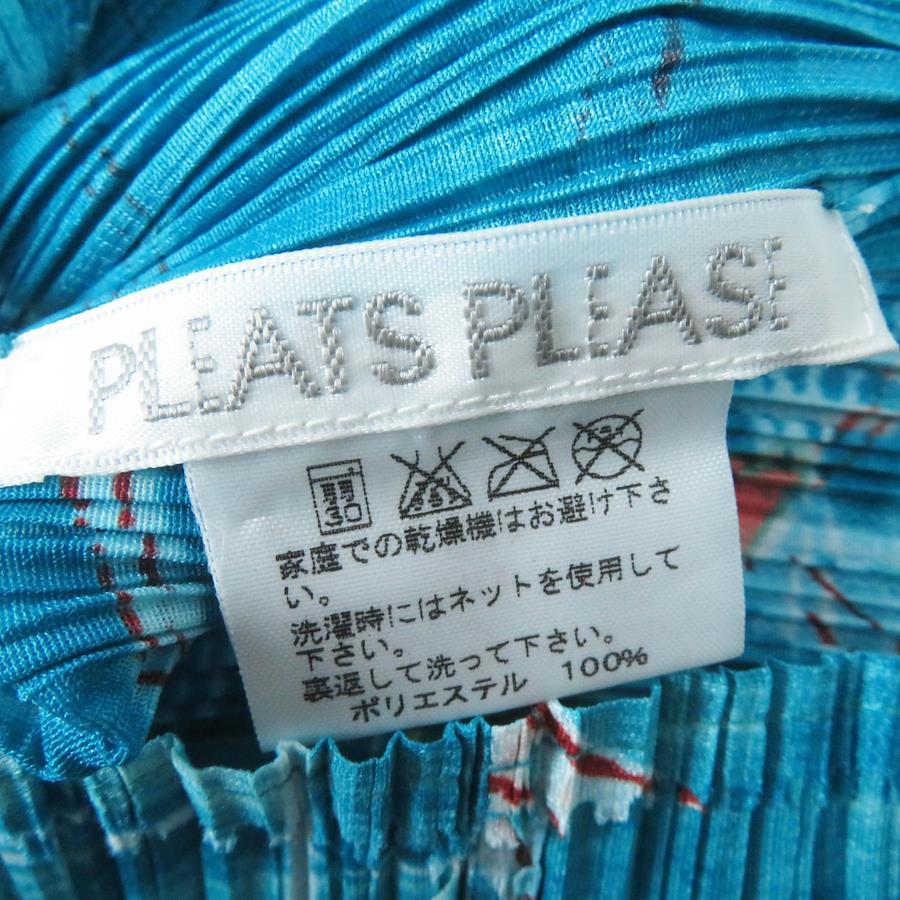 PLEATS PLEASE
30
家庭での乾燥機はお避け下さ
い。
洗濯時にはネットを使用して
下さい。
裏返して洗って下さい。
ポリエステル 100%